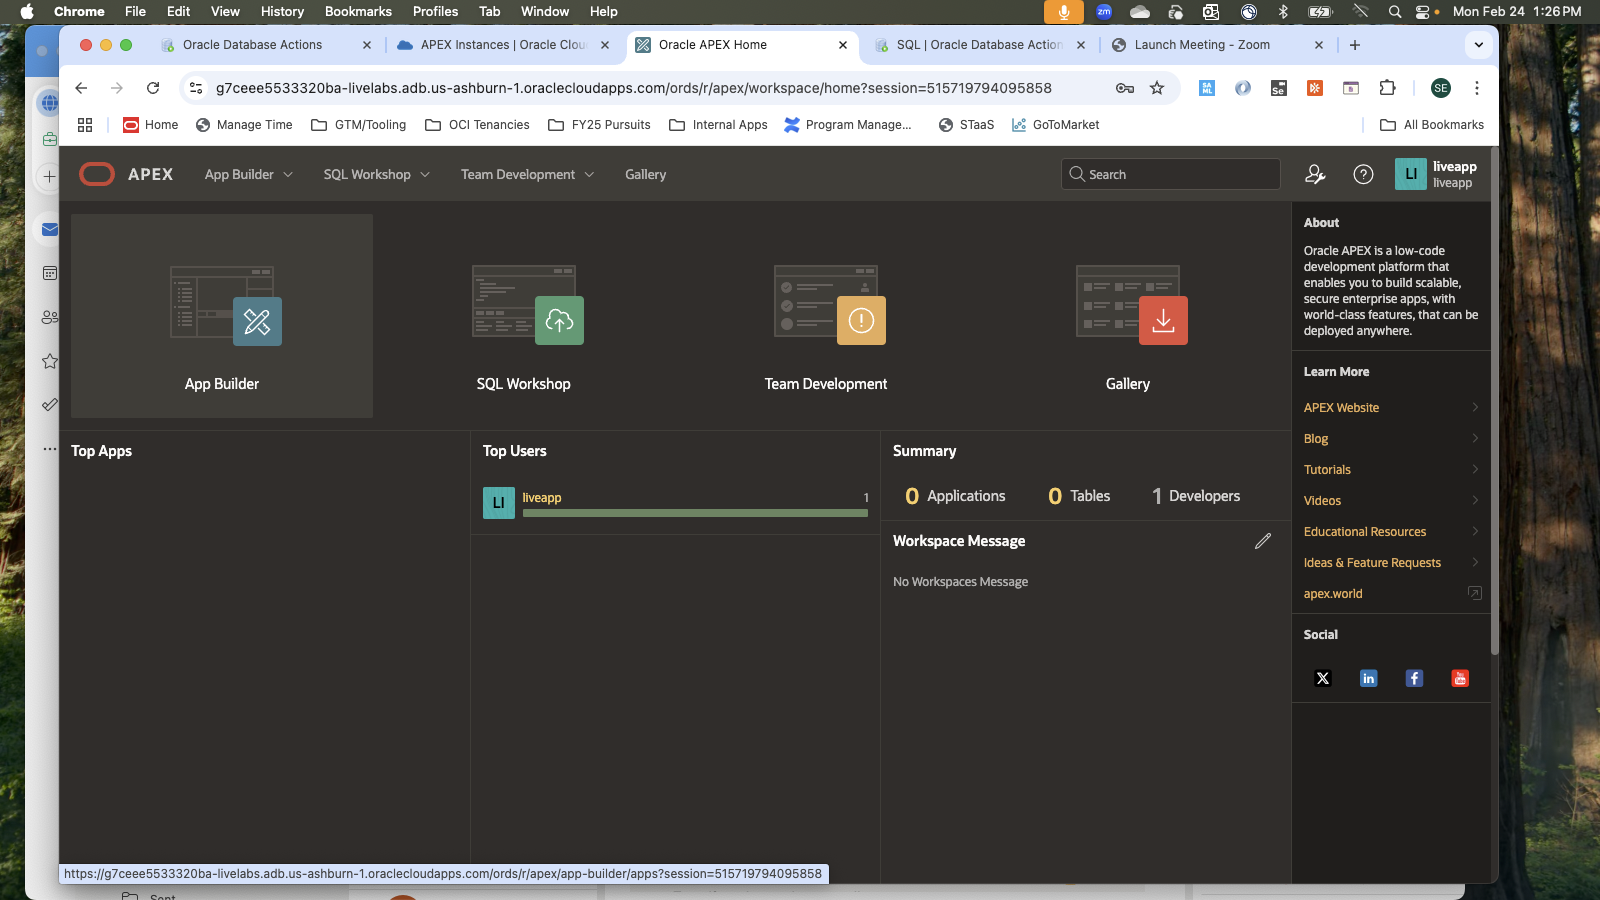 Chrome File Edit View History Bookmarks Profiles Tab Window Help zm Mon Feb 24 1:26 PM
Oracle Database Actions APEX Instances | Oracle Clou Oracle APEX Home SQL | Oracle Database Action Launch Meeting - Zoom
g7ceee5533320ba-livelabs.adb.us-ashburn-1.oraclecloudapps.com/ords/r/apex/workspace/home?session=515719794095858 SAML Se SE
Home Manage Time GTM/Tooling OCI Tenancies FY25 Pursuits Internal Apps Program Manage... STaaS GoToMarket All Bookmarks
APEX App Builder SQL Workshop Team Development Gallery Search LI liveapp
liveapp
App Builder SQL Workshop Team Development Gallery
Top Apps
Top Users
LI liveapp 1
Summary
0 Applications 0 Tables 1 Developers
Workspace Message
No Workspaces Message
About
Oracle APEX is a low-code
development platform that
enables you to build scalable,
secure enterprise apps, with
world-class features, that can be
deployed anywhere.
Learn More
APEX Website
Blog
Tutorials
Videos
Educational Resources
Ideas & Feature Requests
apex.world
Social
X in f You
https://g7ceee5533320ba-livelabs.adb.us-ashburn-1.oraclecloudapps.com/ords/r/apex/app-builder/apps?session=515719794095858
Sent